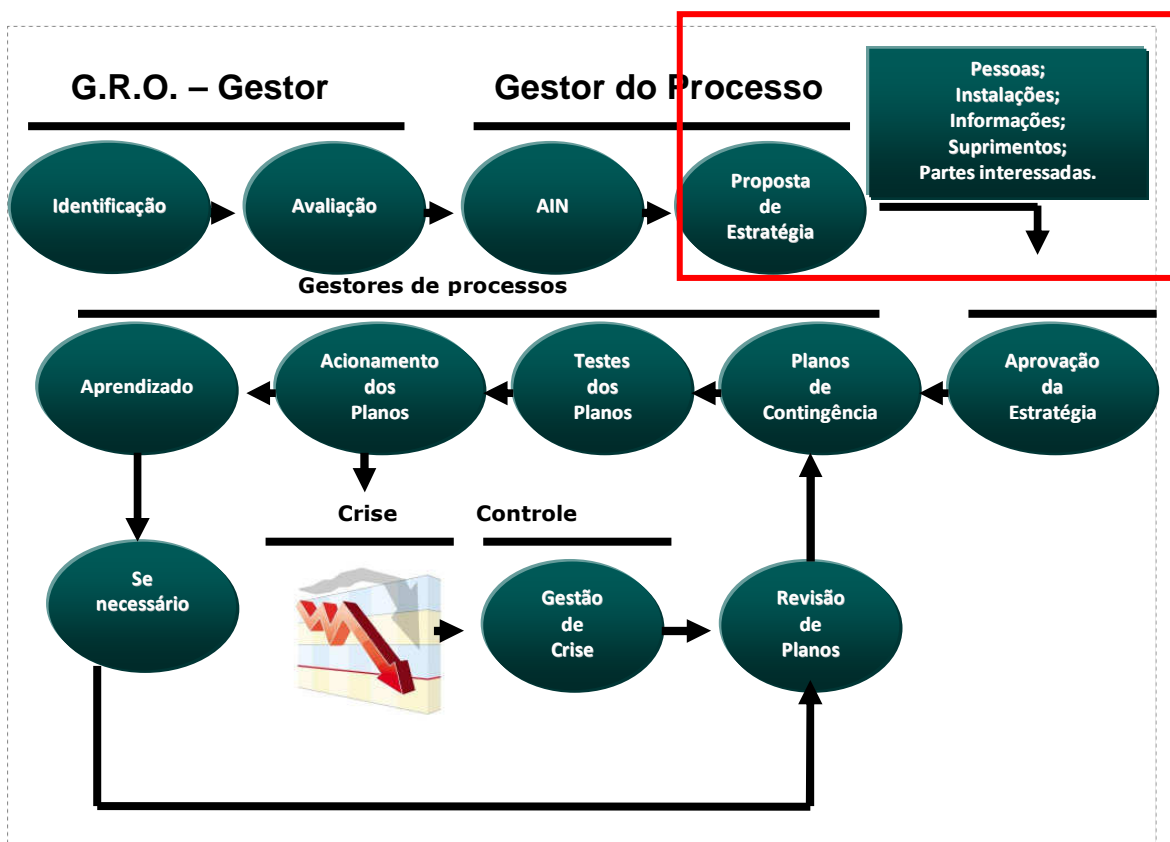 G.R.O. – Gestor
Gestor do Processo
Pessoas;
Instalações;
Informações;
Suprimentos;
Partes interessadas.
Identificação
Avaliação
AIN
Proposta
de
Estratégia
Gestores de processos
Aprendizado
Acionamento
dos
Planos
Testes
dos
Planos
Planos
de
Contingência
Aprovação
da
Estratégia
Crise
Controle
Se
necessário
Gestão
de
Crise
Revisão
de
Planos